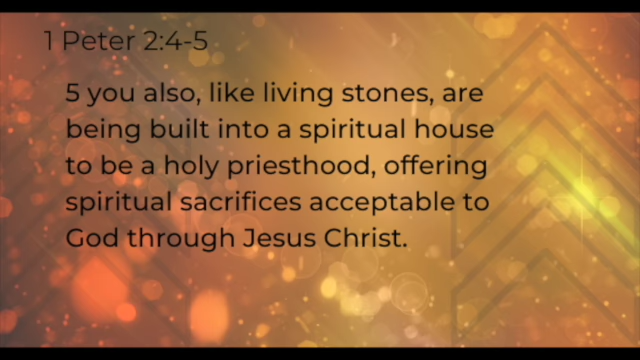 1 Peter 2:4-5
5 you also, like living stones, are
being built into a spiritual house
to be a holy priesthood, offering
spiritual sacrifices acceptable to
God through Jesus Christ.